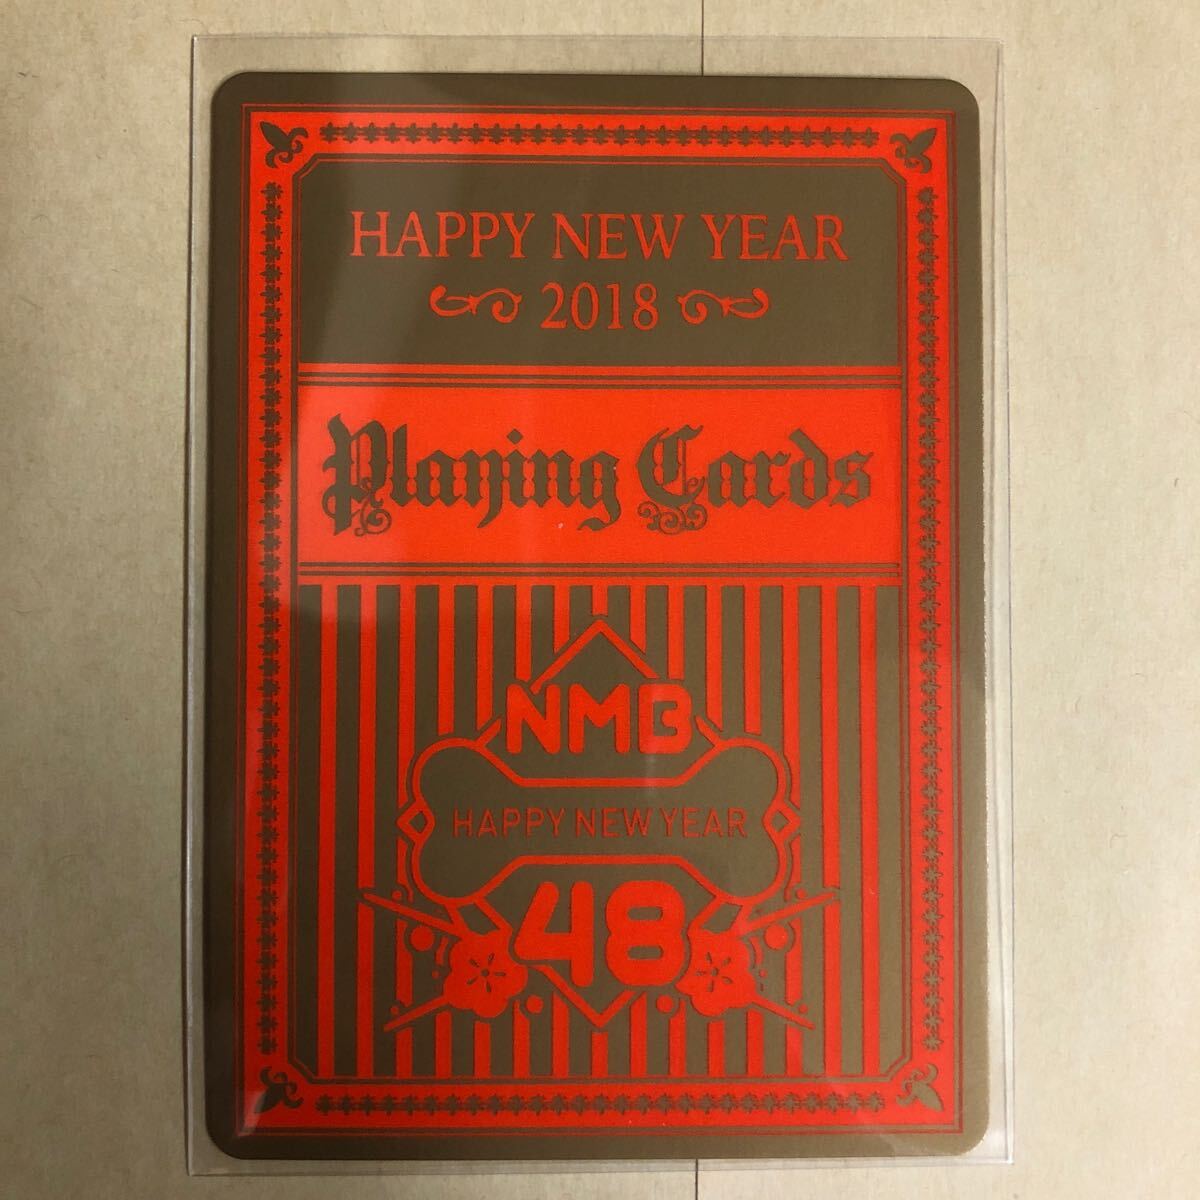 HAPPY NEW YEAR
2018
Playing Cards
NMB
HAPPY NEW YEAR
48